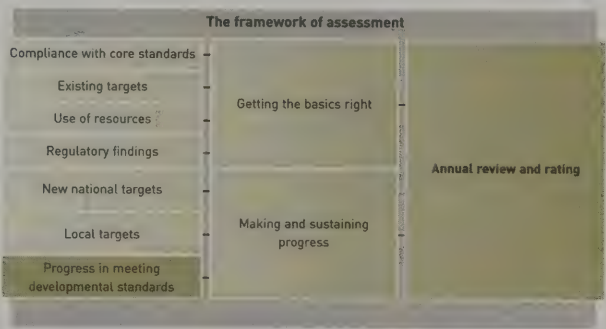 The framework of assessment
Compliance with core standards
Existing targets
Use of resources
Regulatory findings
New national targets
Local targets
Progress in meeting
developmental standards
Getting the basics right
Making and sustaining
progress
Annual review and rating